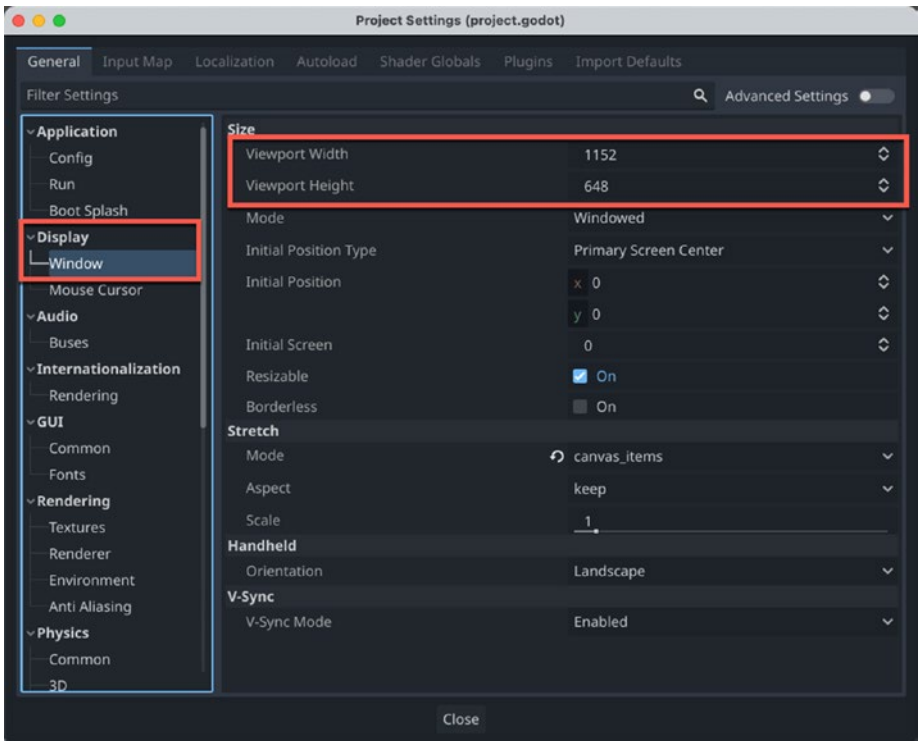 Project Settings (project.godot)
General Input Map Localization Autoload Shader Globals Plugins Import Defaults
Filter Settings Advanced Settings
Application
Config
Run
Boot Splash
Display
Window
Mouse Cursor
Audio
Buses
Internationalization
Rendering
GUI
Common
Fonts
Rendering
Textures
Renderer
Environment
Anti Aliasing
Physics
Common
3D
Size
Viewport Width 1152
Viewport Height 648
Mode Windowed
Initial Position Type Primary Screen Center
Initial Position x 0
y 0
Initial Screen 0
Resizable On
Borderless On
Stretch
Mode canvas_items
Aspect keep
Scale 1
Handheld
Orientation Landscape
V-Sync
V-Sync Mode Enabled
Close